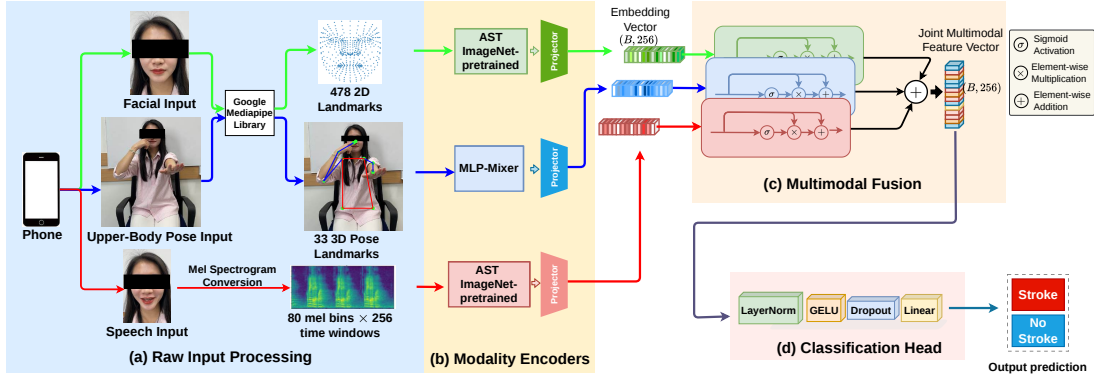 Phone
Facial Input
Upper-Body Pose Input
Speech Input
Google
Mediapipe
Library
Mel Spectrogram
Conversion
478 2D
Landmarks
33 3D Pose
Landmarks
80 mel bins × 256
time windows
(a) Raw Input Processing
AST
ImageNet-
pretrained
Projector
MLP-Mixer
Projector
AST
ImageNet-
pretrained
Projector
(b) Modality Encoders
Embedding
Vector
(B, 256)
σ × +
σ × +
σ × +
+
Joint Multimodal
Feature Vector
(B, 256)
(c) Multimodal Fusion
σ Sigmoid
Activation
× Element-wise
Multiplication
+ Element-wise
Addition
LayerNorm
GELU
Dropout
Linear
(d) Classification Head
Stroke
No
Stroke
Output prediction